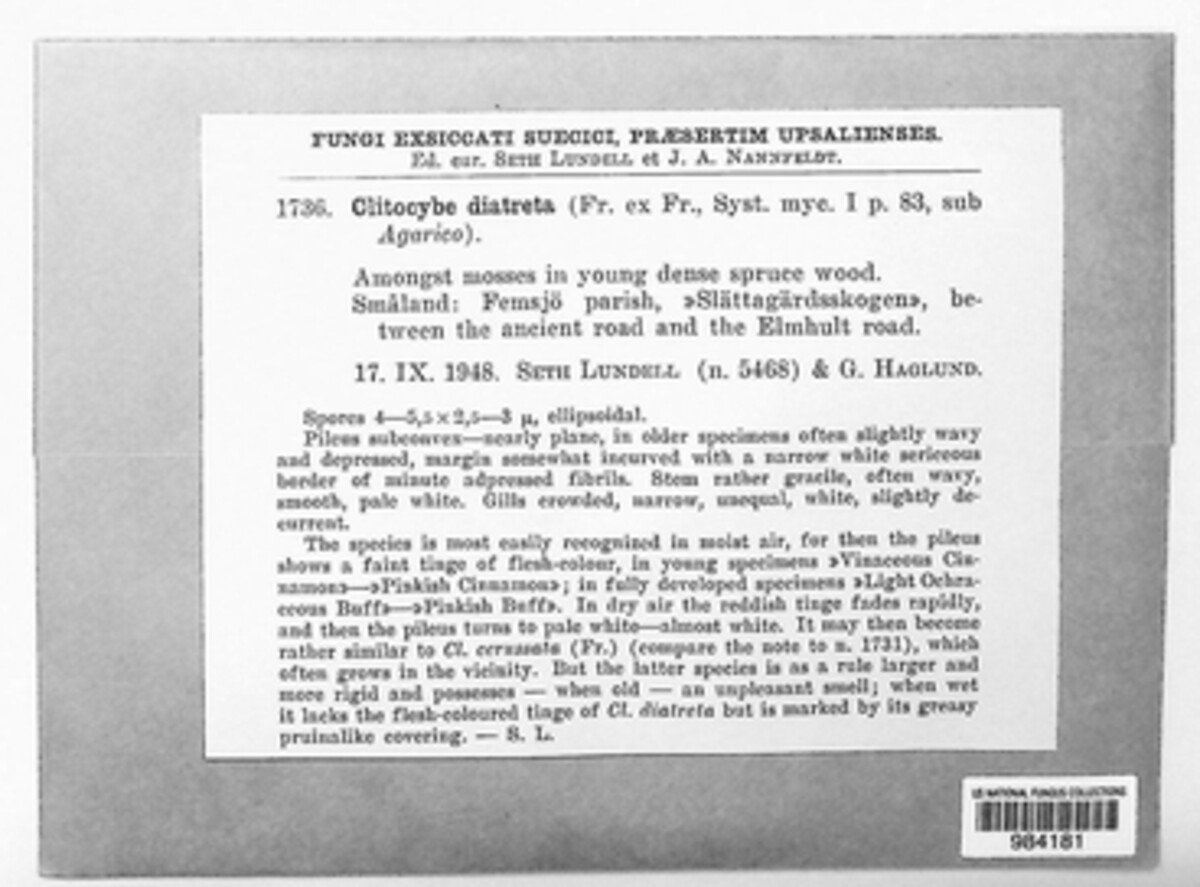 FUNGI EXSICCATI SUECICI, PRÆSERTIM UPSALIENSES.
Ed. cur. SETH LUNDELL et J. A. NANNFELDT.
1736. Clitocybe diatreta (Fr. ex Fr., Syst. myc. I p. 83, sub
Agarico).
Amongst mosses in young dense spruce wood.
Småland: Femsjö parish, »Slättagärdsskogen», be-
tween the ancient road and the Elmhult road.
17. IX. 1948. SETH LUNDELL (n. 5468) & G. HAGLUND.
Spores 4—5,5 × 2,5—3 µ, ellipsoidal.
Pileus subconvex—nearly plane, in older specimens often slightly wavy
and depressed, margin somewhat incurved with a narrow white sericeous
border of minute adpressed fibrils. Stem rather gracile, often wavy,
smooth, pale white. Gills crowded, narrow, unequal, white, slightly de-
current.
The species is most easily recognized in moist air, for then the pileus
shows a faint tinge of flesh-colour, in young specimens »Vinaceous Cin-
namon»—»Pinkish Cinnamon»; in fully developed specimens »Light Ochra-
ceous Buff»—»Pinkish Buff». In dry air the reddish tinge fades rapidly,
and then the pileus turns to pale white—almost white. It may then become
rather similar to Cl. cerussata (Fr.) (compare the note to n. 1731), which
often grows in the vicinity. But the latter species is as a rule larger and
more rigid and possesses — when old — an unpleasant smell; when wet
it lacks the flesh-coloured tinge of Cl. diatreta but is marked by its greasy
pruinalike covering. — S. L.
US NATIONAL FUNGUS COLLECTIONS
984181